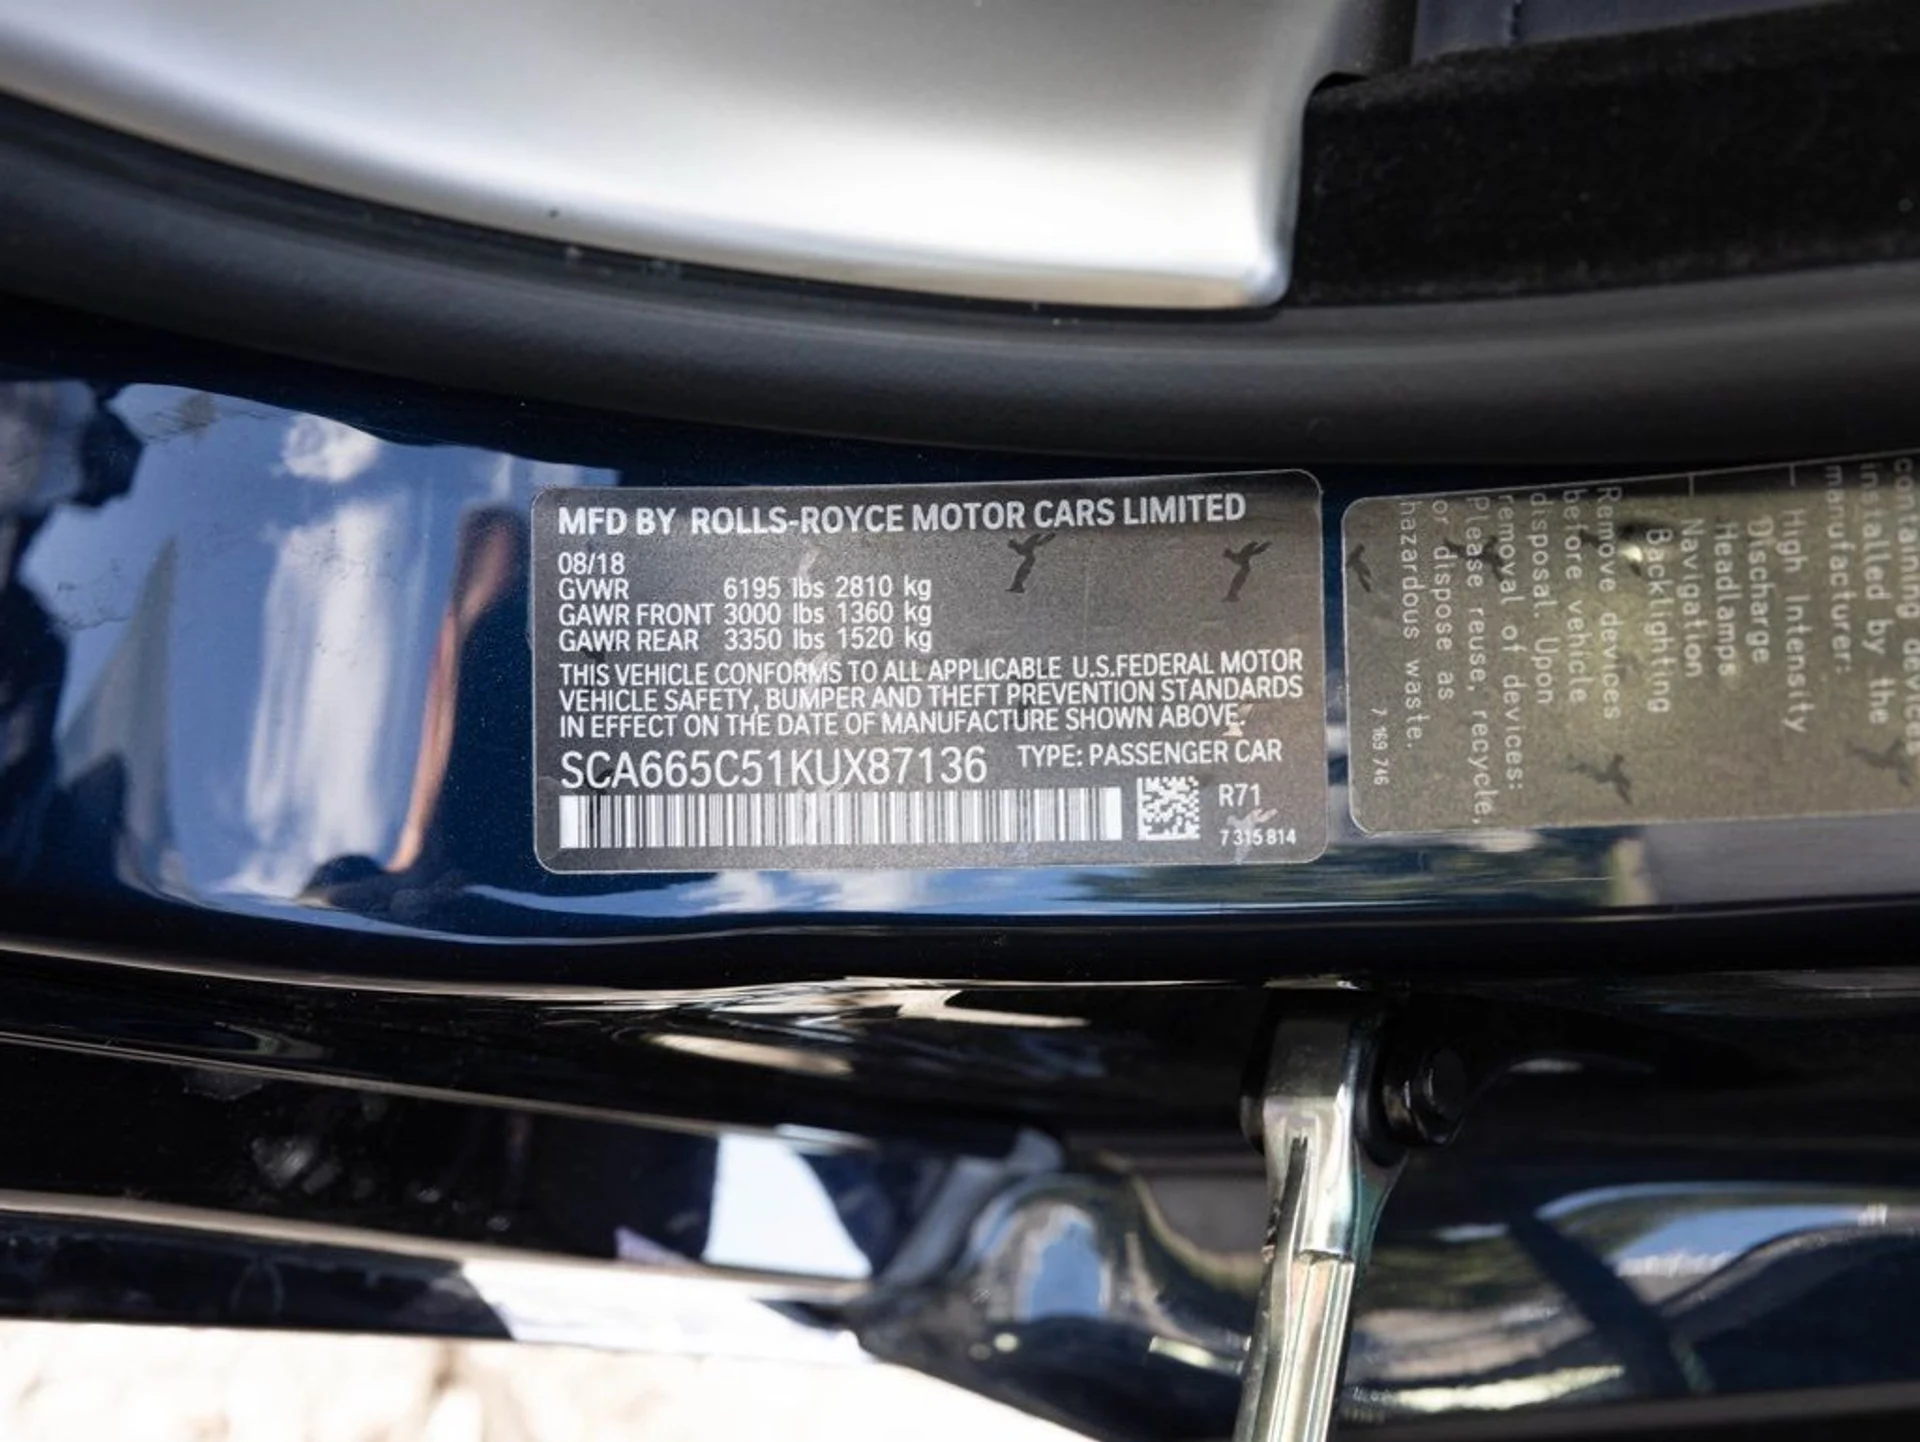 MFD BY ROLLS-ROYCE MOTOR CARS LIMITED
08/18
GVWR 6195 lbs 2810 kg
GAWR FRONT 3000 lbs 1360 kg
GAWR REAR 3350 lbs 1520 kg
THIS VEHICLE CONFORMS TO ALL APPLICABLE U.S.FEDERAL MOTOR
VEHICLE SAFETY, BUMPER AND THEFT PREVENTION STANDARDS
IN EFFECT ON THE DATE OF MANUFACTURE SHOWN ABOVE.
SCA665C51KUX87136 TYPE: PASSENGER CAR
R71
7 315 814
containing devices
installed by the
manufacturer:
- High Intensity
Discharge
Headlamps
- Navigation
Backlighting
Remove devices
before vehicle
disposal. Upon
removal of devices:
Please reuse, recycle,
or dispose as
hazardous waste.
7 169 746